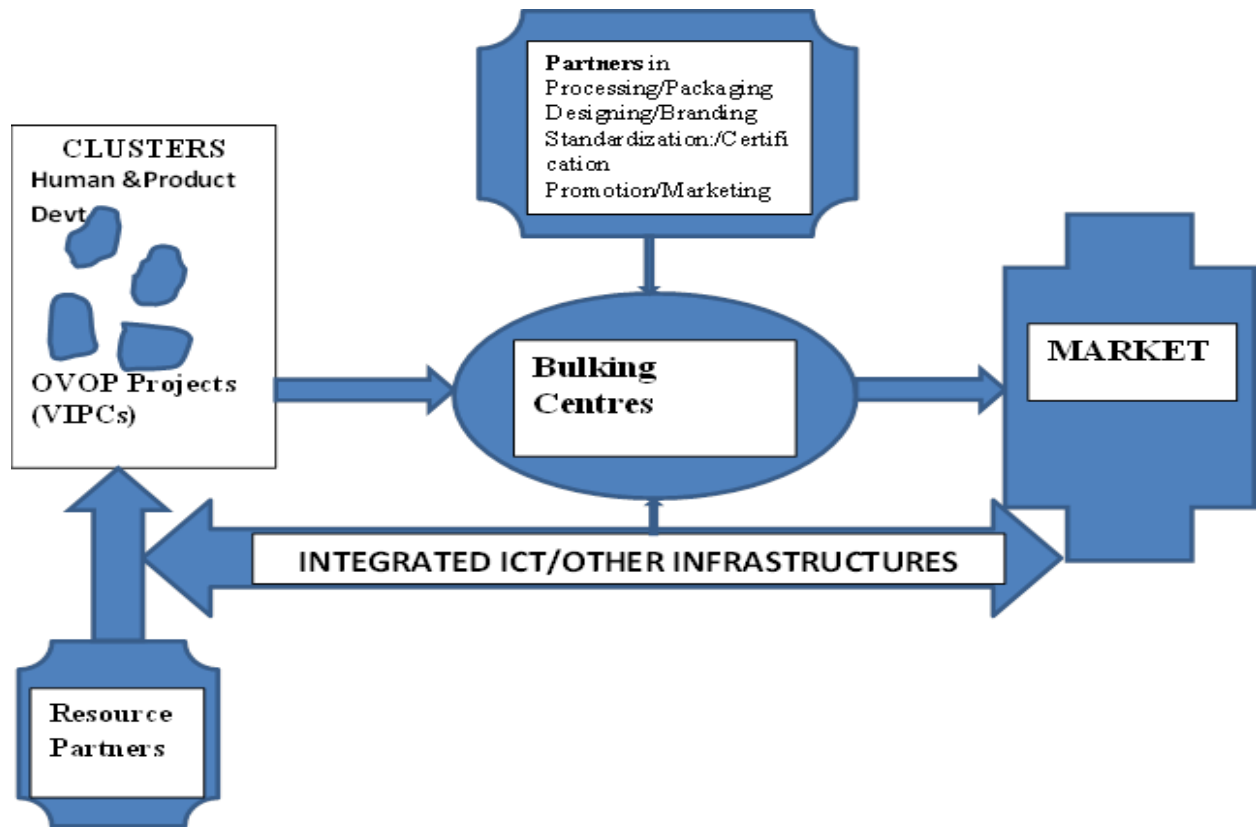 Partners in
Processing/Packaging
Designing/Branding
Standardization:/Certifi
cation
Promotion/Marketing
CLUSTERS
Human &Product
Devt
OVOP Projects
(VIPCs)
Bulking
Centres
MARKET
INTEGRATED ICT/OTHER INFRASTRUCTURES
Resource
Partners